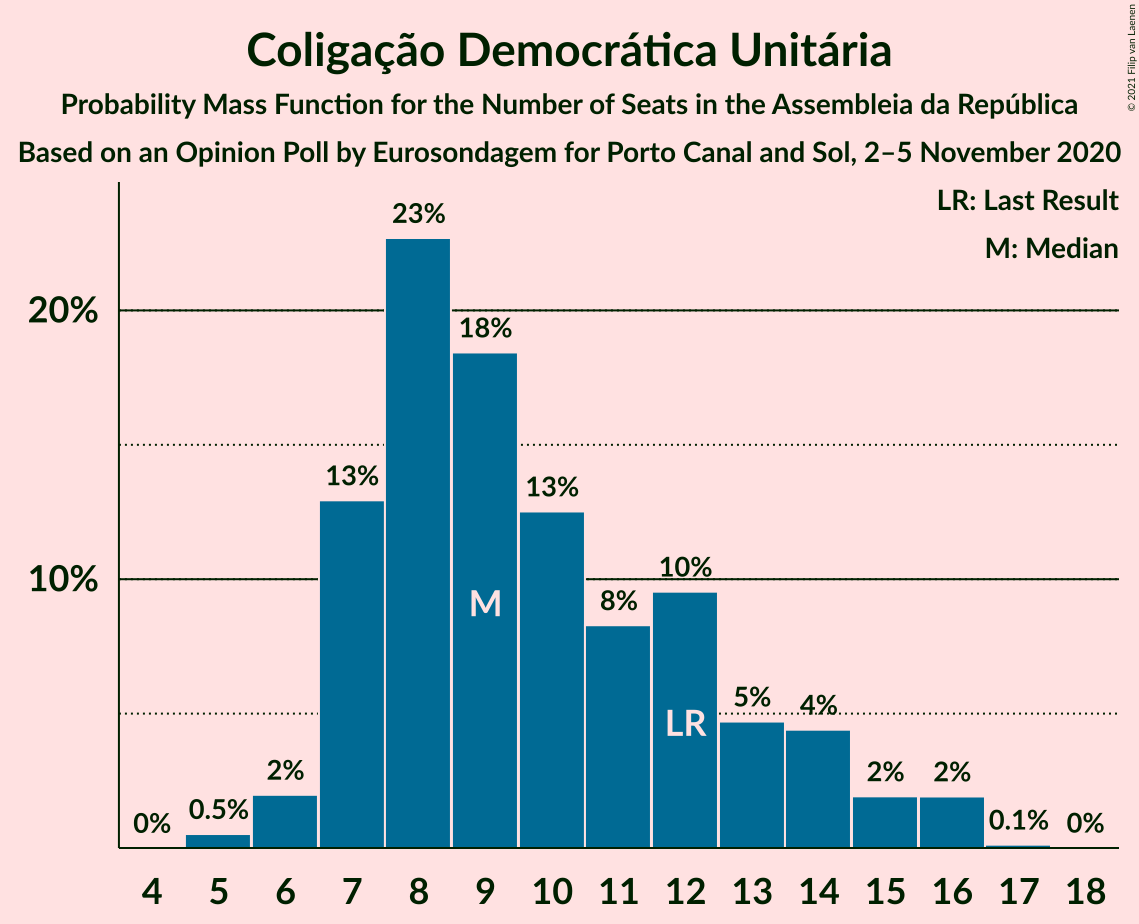 Coligação Democrática Unitária
Probability Mass Function for the Number of Seats in the Assembleia da República
Based on an Opinion Poll by Eurosondagem for Porto Canal and Sol, 2–5 November 2020
© 2021 Filip van Laenen
LR: Last Result
M: Median
20%
10%
0%
0.5%
2%
13%
23%
18%
13%
8%
10%
5%
4%
2%
2%
0.1%
0%
M
LR
4 5 6 7 8 9 10 11 12 13 14 15 16 17 18